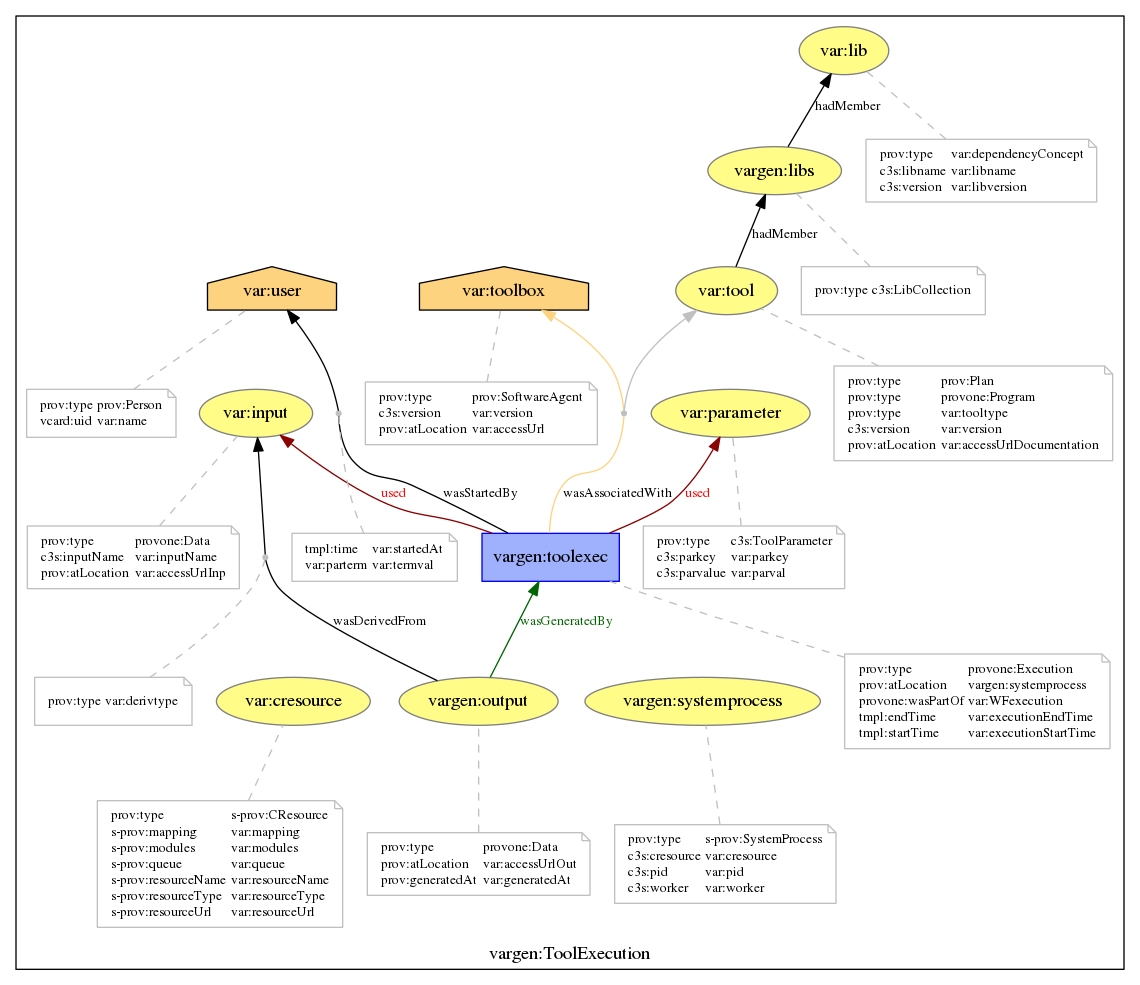 var:lib
hadMember
prov:type var:dependencyConcept
c3s:libname var:libname
c3s:version var:libversion
vargen:libs
hadMember
prov:type c3s:LibCollection
var:user
var:toolbox
var:tool
prov:type prov:Person
vcard:uid var:name
prov:type prov:SoftwareAgent
c3s:version var:version
prov:atLocation var:accessUrl
prov:type prov:Plan
prov:type provone:Program
prov:type var:tooltype
c3s:version var:version
prov:atLocation var:accessUrlDocumentation
var:input
var:parameter
used
wasStartedBy
wasAssociatedWith
used
prov:type provone:Data
c3s:inputName var:inputName
prov:atLocation var:accessUrlInp
tmpl:time var:startedAt
var:parterm var:termval
vargen:toolexec
prov:type c3s:ToolParameter
c3s:parkey var:parkey
c3s:parvalue var:parval
wasDerivedFrom
wasGeneratedBy
prov:type var:derivtype
var:cresource
vargen:output
vargen:systemprocess
prov:type provone:Execution
prov:atLocation vargen:systemprocess
provone:wasPartOf var:WFexecution
tmpl:endTime var:executionEndTime
tmpl:startTime var:executionStartTime
prov:type s-prov:CResource
s-prov:mapping var:mapping
s-prov:modules var:modules
s-prov:queue var:queue
s-prov:resourceName var:resourceName
s-prov:resourceType var:resourceType
s-prov:resourceUrl var:resourceUrl
prov:type provone:Data
prov:atLocation var:accessUrlOut
prov:generatedAt var:generatedAt
prov:type s-prov:SystemProcess
c3s:cresource var:cresource
c3s:pid var:pid
c3s:worker var:worker
vargen:ToolExecution